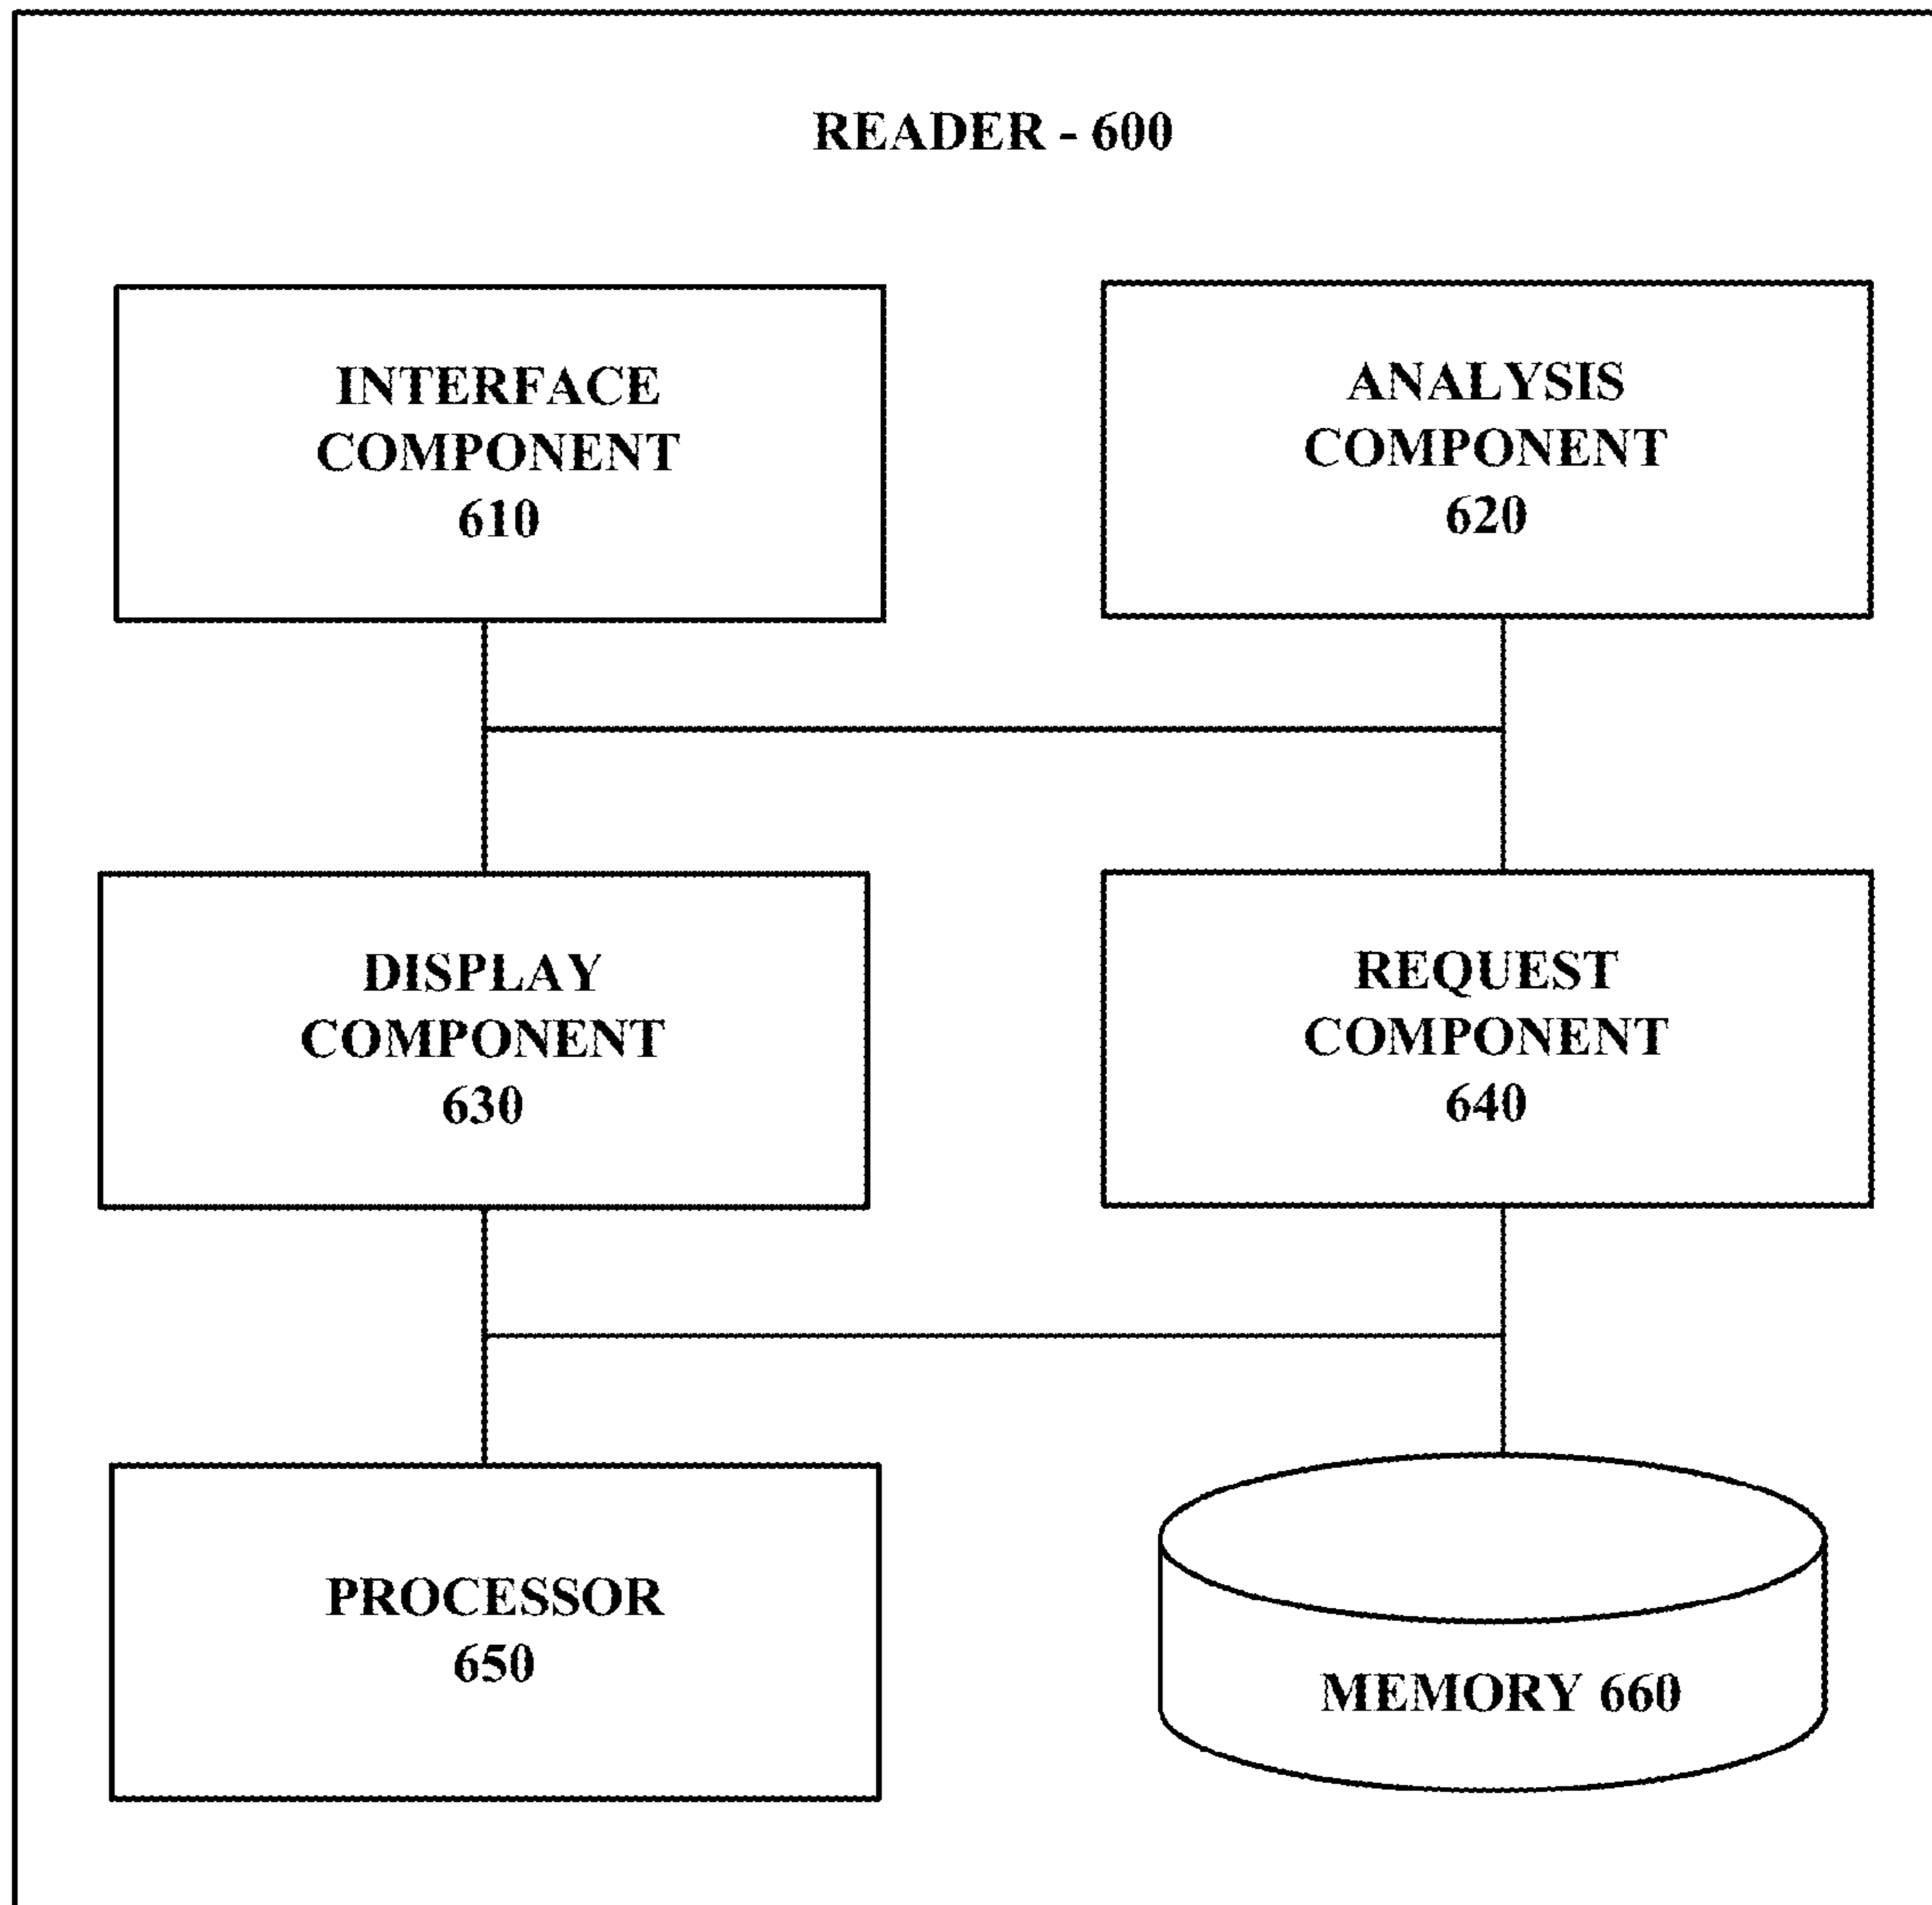 READER - 600
INTERFACE
COMPONENT
610
ANALYSIS
COMPONENT
620
DISPLAY
COMPONENT
630
REQUEST
COMPONENT
640
PROCESSOR
650
MEMORY 660